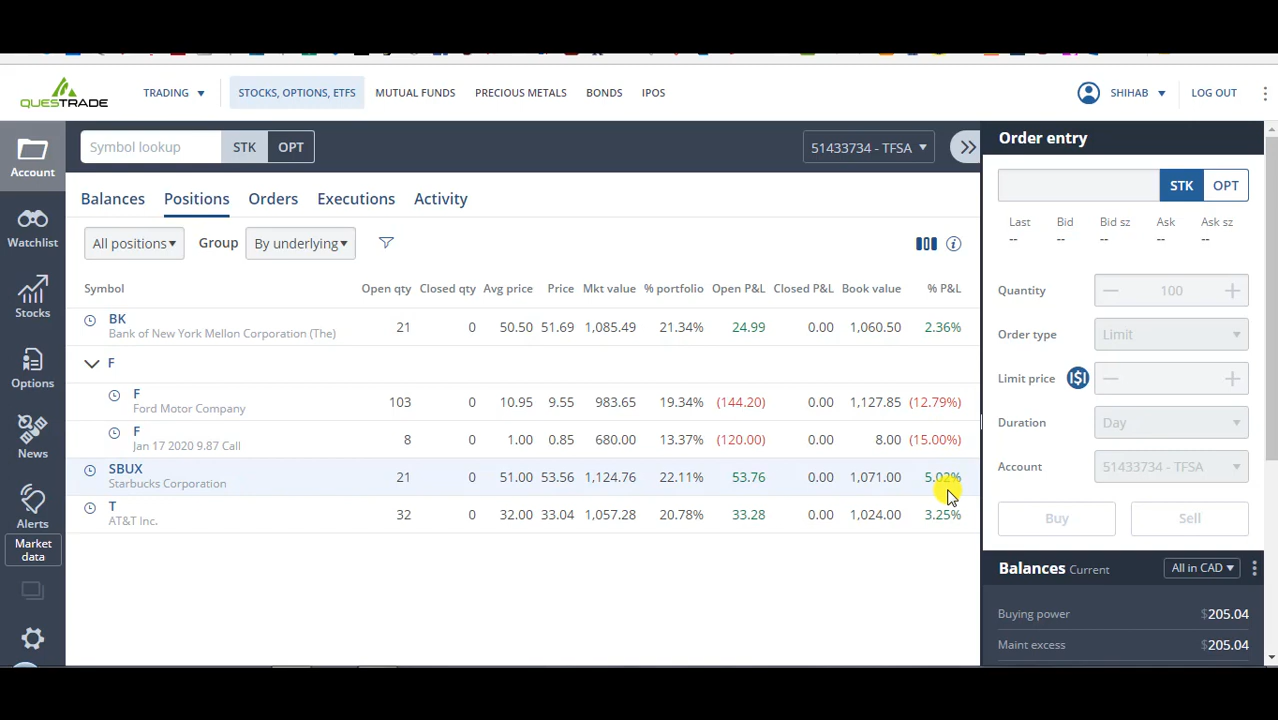 QUESTRADE
TRADING
STOCKS, OPTIONS, ETFS
MUTUAL FUNDS
PRECIOUS METALS
BONDS
IPOS
SHIHAB
LOG OUT
Account
Watchlist
Stocks
Options
News
Alerts
Market
data
Symbol lookup
STK
OPT
51433734 - TFSA
Balances
Positions
Orders
Executions
Activity
All positions
Group
By underlying
Symbol Open qty Closed qty Avg price Price Mkt value % portfolio Open P&L Closed P&L Book value % P&L
BK 21 0 50.50 51.69 1,085.49 21.34% 24.99 0.00 1,060.50 2.36%
Bank of New York Mellon Corporation (The)
F
F 103 0 10.95 9.55 983.65 19.34% (144.20) 0.00 1,127.85 (12.79%)
Ford Motor Company
F 8 0 1.00 0.85 680.00 13.37% (120.00) 0.00 8.00 (15.00%)
Jan 17 2020 9.87 Call
SBUX 21 0 51.00 53.56 1,124.76 22.11% 53.76 0.00 1,071.00 5.02%
Starbucks Corporation
T 32 0 32.00 33.04 1,057.28 20.78% 33.28 0.00 1,024.00 3.25%
AT&T Inc.
Order entry
STK
OPT
Last Bid Bid sz Ask Ask sz
-- -- -- -- --
Quantity 100
Order type Limit
Limit price
Duration Day
Account 51433734 - TFSA
Buy
Sell
Balances Current All in CAD
Buying power $205.04
Maint excess $205.04